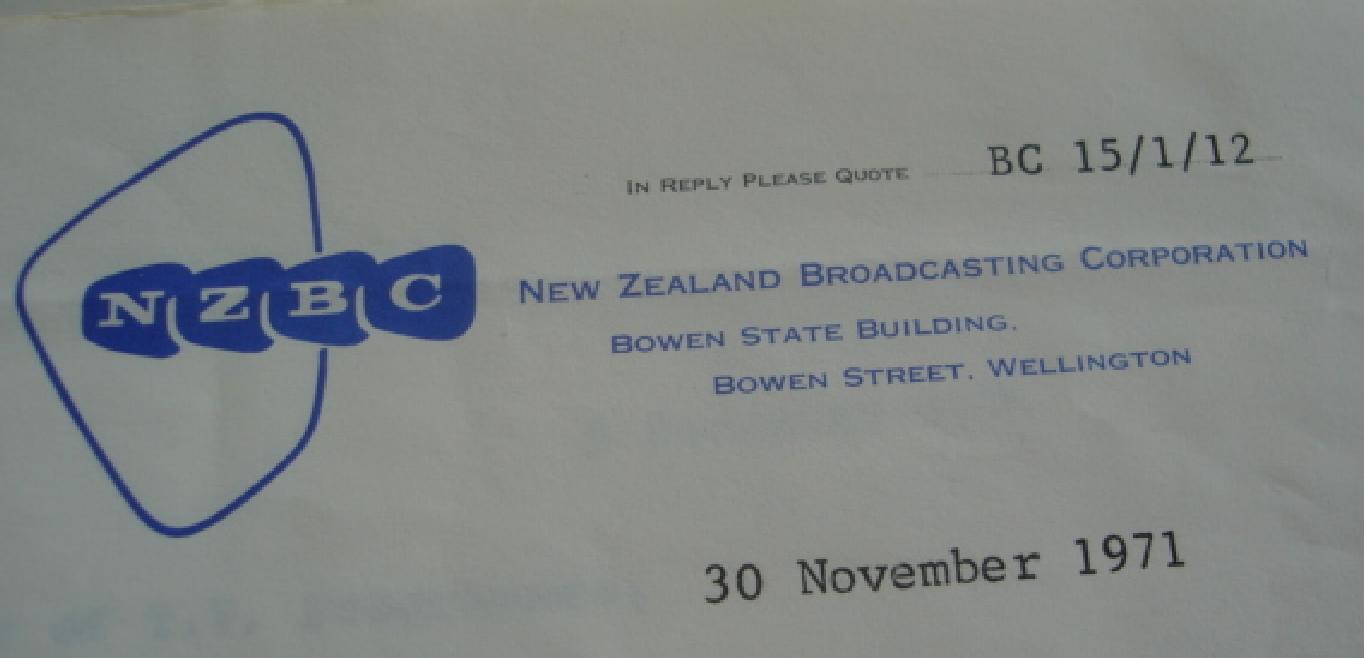 In Reply Please Quote BC 15/1/12
NZBC
New Zealand Broadcasting Corporation
Bowen State Building,
Bowen Street, Wellington
30 November 1971